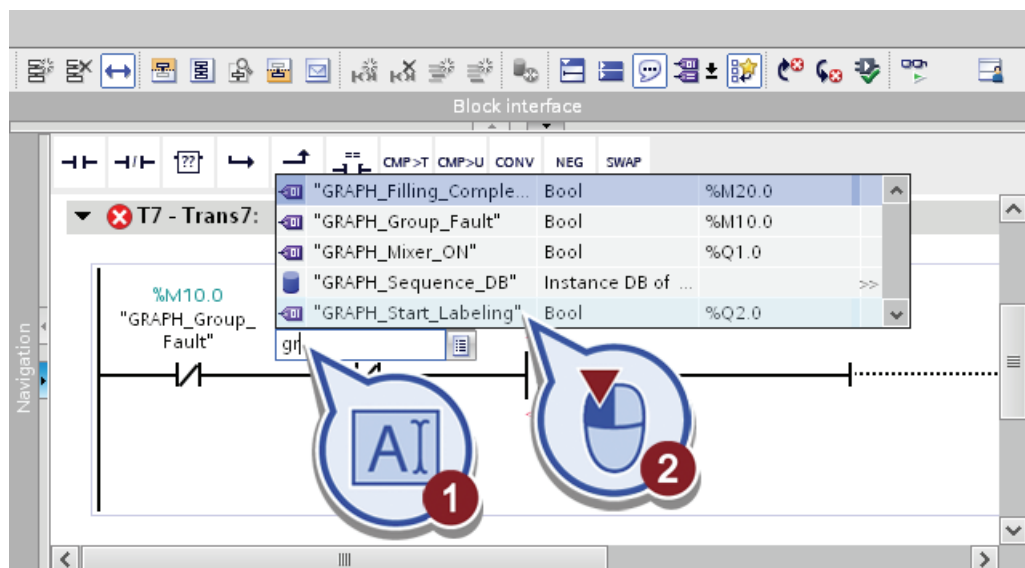 Block interface
CMP>T CMP>U CONV NEG SWAP
"GRAPH_Filling_Comple... Bool %M20.0
T7 - Trans7:
"GRAPH_Group_Fault" Bool %M10.0
"GRAPH_Mixer_ON" Bool %Q1.0
"GRAPH_Sequence_DB" Instance DB of ... >>
"GRAPH_Start_Labeling" Bool %Q2.0
%M10.0
"GRAPH_Group_
Fault"
gr
Navigation
AI
1
2